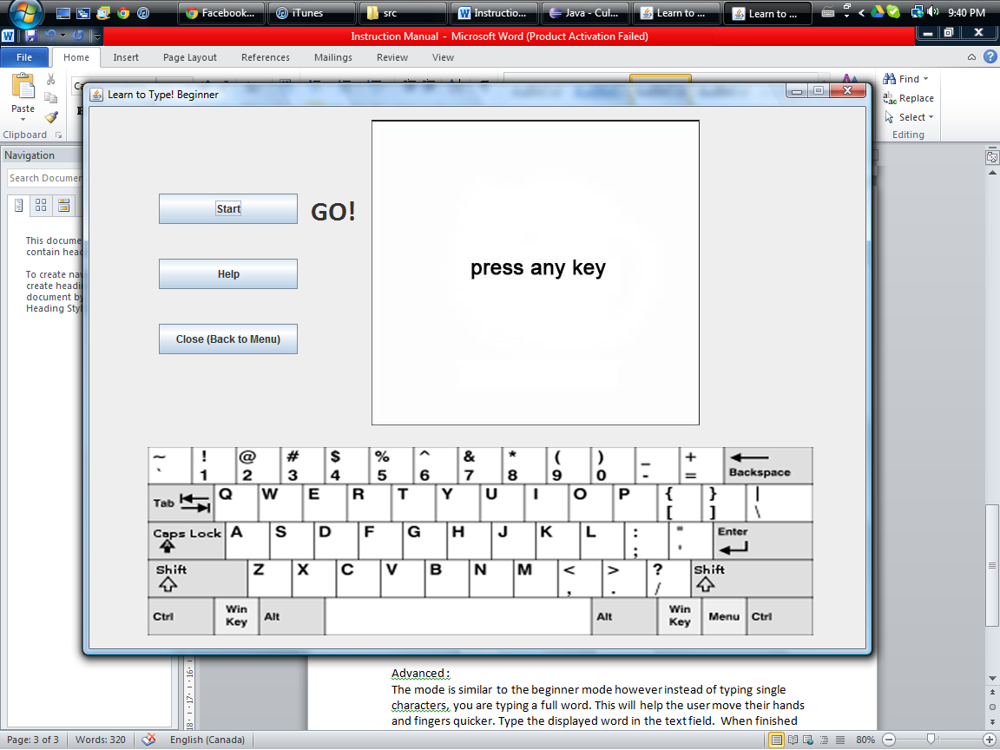 Facebook...
iTunes
src
Instructio...
Java - Cul...
Learn to ...
Learn to ...
9:40 PM
Instruction Manual - Microsoft Word (Product Activation Failed)
File
Home
Insert
Page Layout
References
Mailings
Review
View
Paste
Clipboard
Find
Replace
Select
Editing
Learn to Type! Beginner
Navigation
Search Documen
This docume
contain head
To create nav
create headin
document by
Heading Style
Start
GO!
Help
Close (Back to Menu)
press any key
~ ! @ # $ % ^ & * ( ) _ +
` 1 2 3 4 5 6 7 8 9 0 - = Backspace
Tab Q W E R T Y U I O P { } |
[ ] \
Caps Lock A S D F G H J K L : " Enter
; '
Shift Z X C V B N M < > ? Shift
, . /
Ctrl Win Key Alt Alt Win Key Menu Ctrl
Advanced:
The mode is similar to the beginner mode however instead of typing single
characters, you are typing a full word. This will help the user move their hands
and fingers quicker. Type the displayed word in the text field. When finished
Page: 3 of 3
Words: 320
English (Canada)
80%